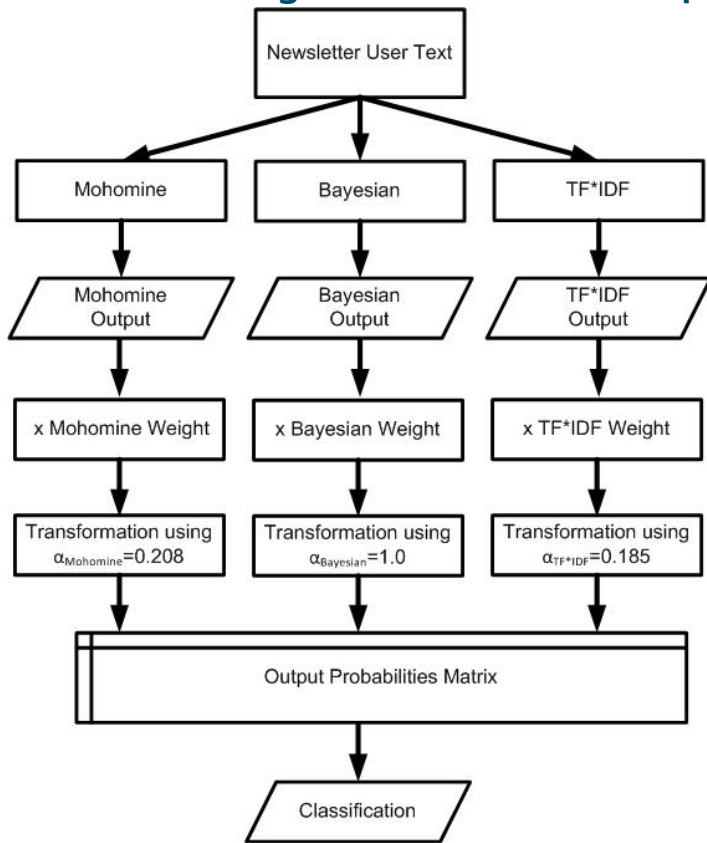 Newsletter User Text
Mohomine
Bayesian
TF*IDF
Mohomine
Output
Bayesian
Output
TF*IDF
Output
x Mohomine Weight
x Bayesian Weight
x TF*IDF Weight
Transformation using
αMohomine=0.208
Transformation using
αBayesian=1.0
Transformation using
αTF*IDF=0.185
Output Probabilities Matrix
Classification